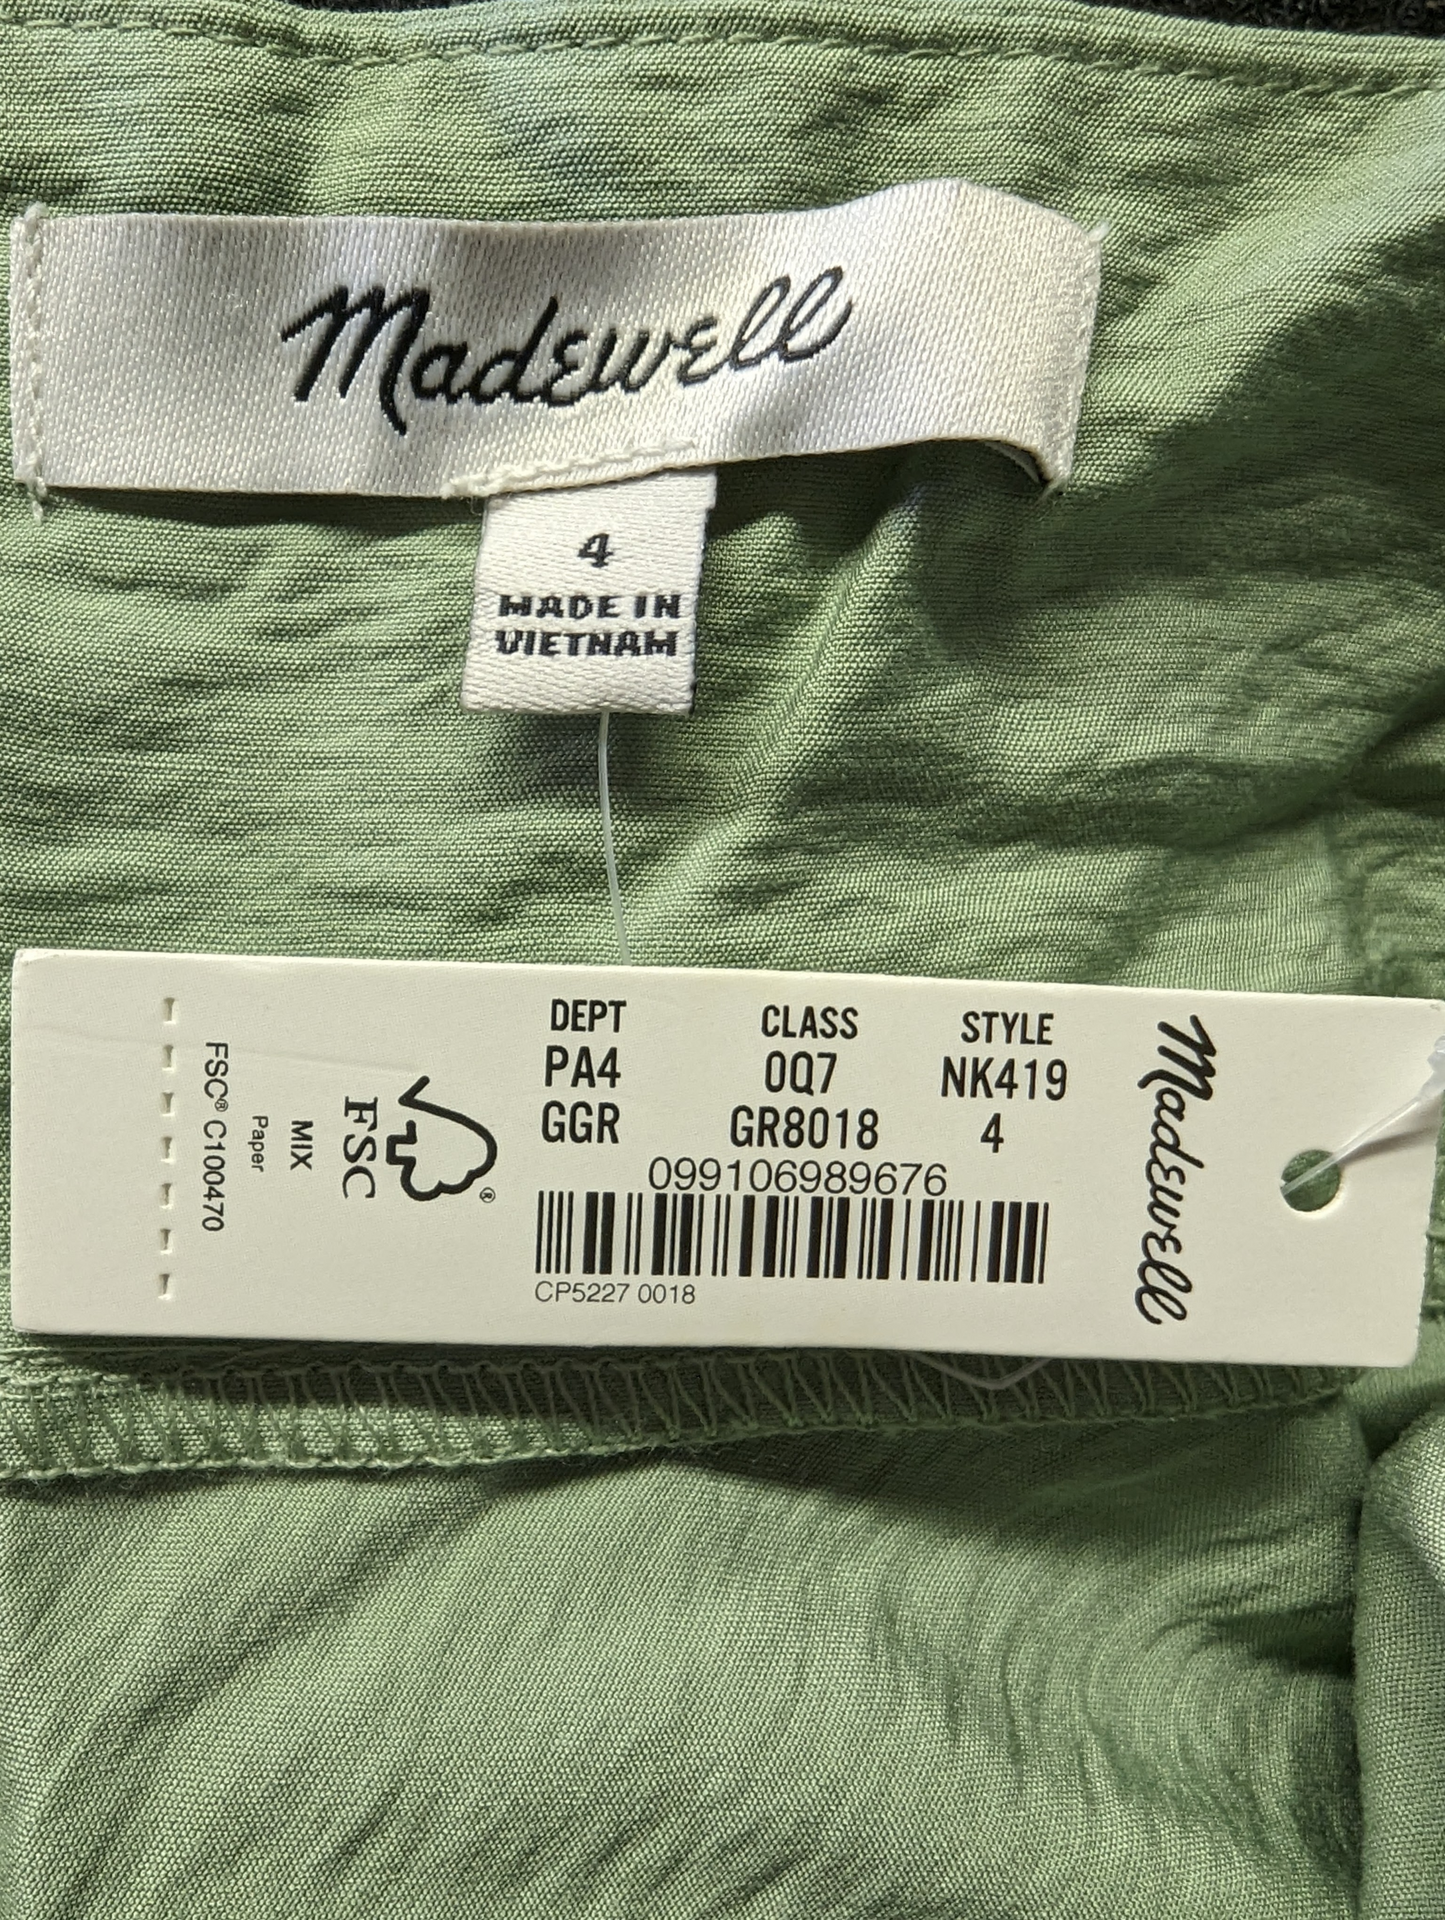 Madewell
4
MADE IN
VIETNAM
DEPT CLASS STYLE
PA4 0Q7 NK419
GGR GR8018 4
099106989676
CP5227 0018
FSC
MIX
Paper
FSC® C100470
®
Madewell